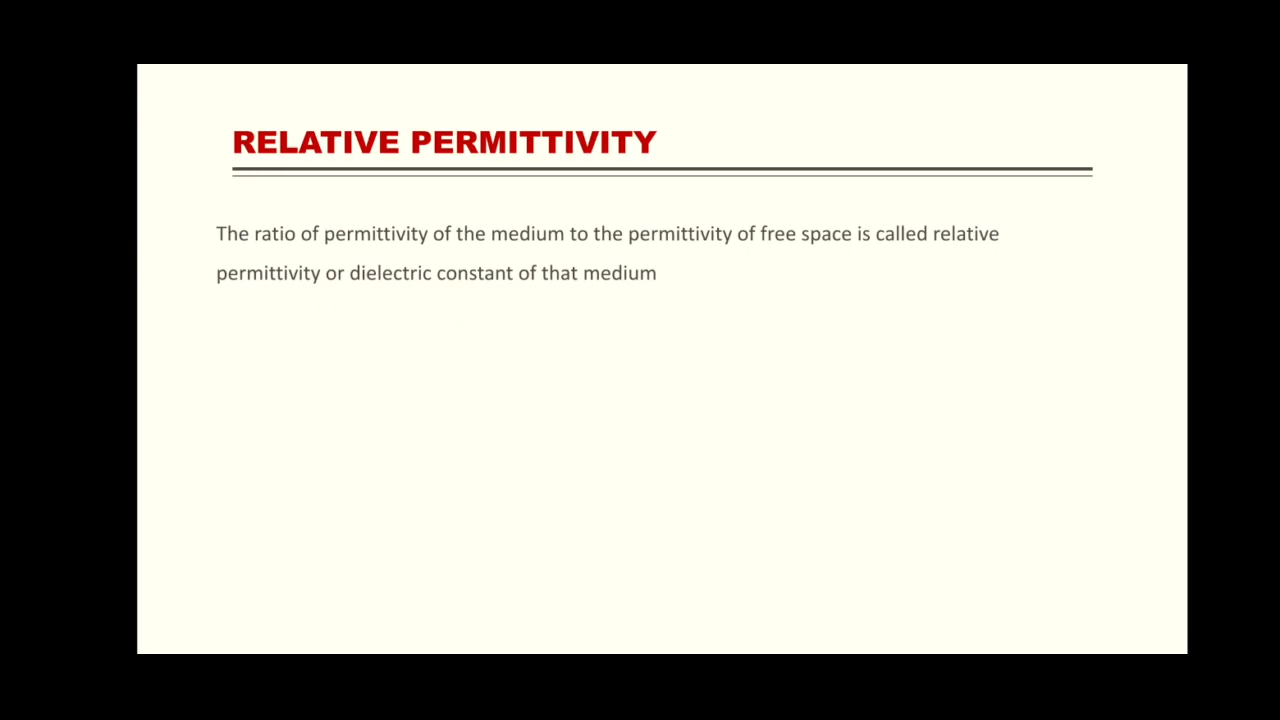 RELATIVE PERMITTIVITY
The ratio of permittivity of the medium to the permittivity of free space is called relative
permittivity or dielectric constant of that medium